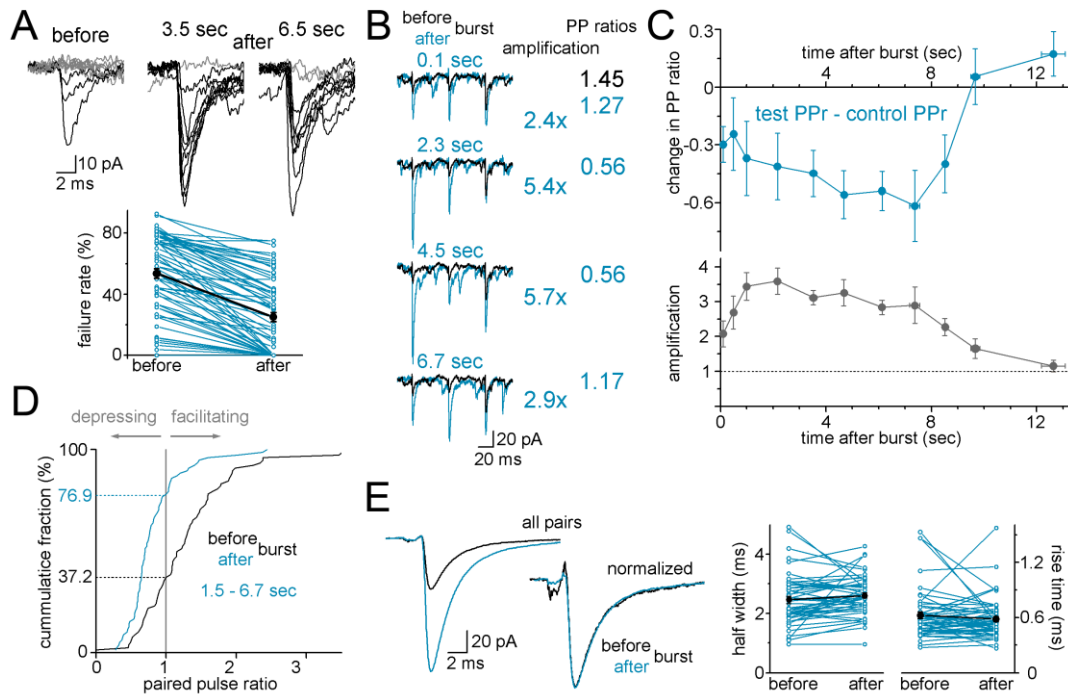 A
before
3.5 sec
after
6.5 sec
10 pA
2 ms
failure rate (%)
80
40
0
before
after
B
before
after
burst
amplification
PP ratios
0.1 sec
1.45
1.27
2.4x
2.3 sec
0.56
5.4x
4.5 sec
0.56
5.7x
6.7 sec
1.17
2.9x
20 pA
20 ms
C
time after burst (sec)
0.3
0
-0.3
-0.6
4
8
12
change in PP ratio
test PPr - control PPr
amplification
4
3
2
1
0
4
8
12
time after burst (sec)
D
depressing
facilitating
cummulatice fraction (%)
100
76.9
37.2
0
before
after
burst
1.5 - 6.7 sec
0
1
2
3
paired pulse ratio
E
all pairs
normalized
20 pA
2 ms
before
after
burst
half width (ms)
4
2
0
before
after
before
after
1.2
0.6
0
rise time (ms)